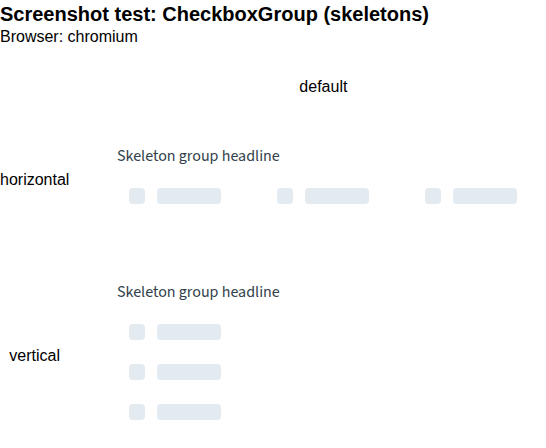 Screenshot test: CheckboxGroup (skeletons)
Browser: chromium
default
Skeleton group headline
horizontal
Skeleton group headline
vertical